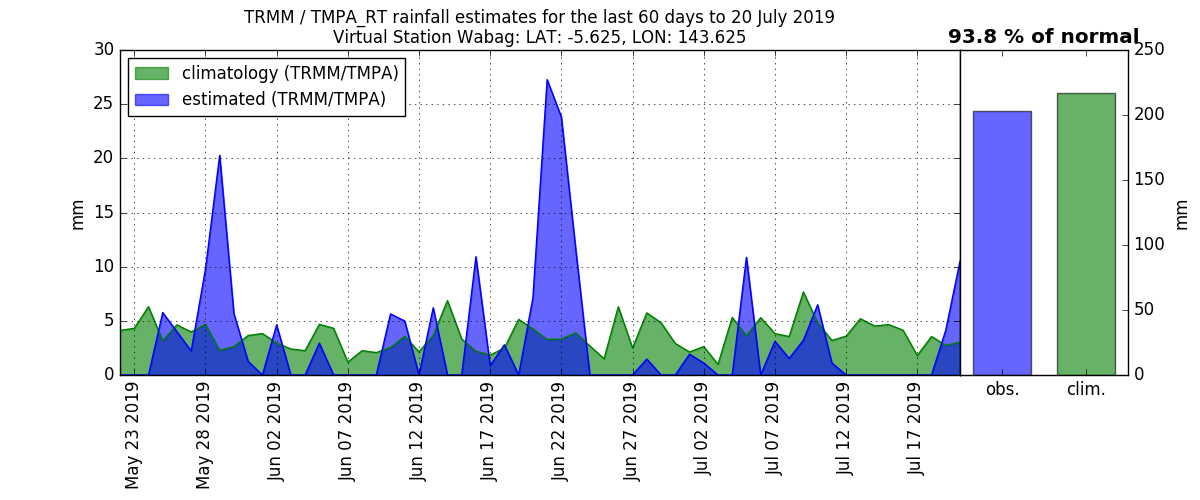 TRMM / TMPA_RT rainfall estimates for the last 60 days to 20 July 2019
Virtual Station Wabag: LAT: -5.625, LON: 143.625
93.8 % of normal
climatology (TRMM/TMPA)
estimated (TRMM/TMPA)
30
25
20
15
10
5
0
mm
250
200
150
100
50
0
mm
May 23 2019
May 28 2019
Jun 02 2019
Jun 07 2019
Jun 12 2019
Jun 17 2019
Jun 22 2019
Jun 27 2019
Jul 02 2019
Jul 07 2019
Jul 12 2019
Jul 17 2019
obs.
clim.